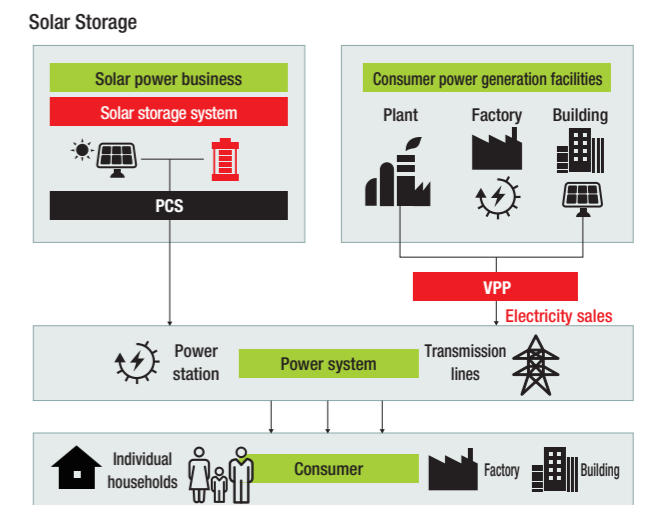 Solar Storage
Solar power business
Solar storage system
PCS
Consumer power generation facilities
Plant
Factory
Building
VPP
Electricity sales
Power
station
Power system
Transmission
lines
Individual
households
Consumer
Factory
Building